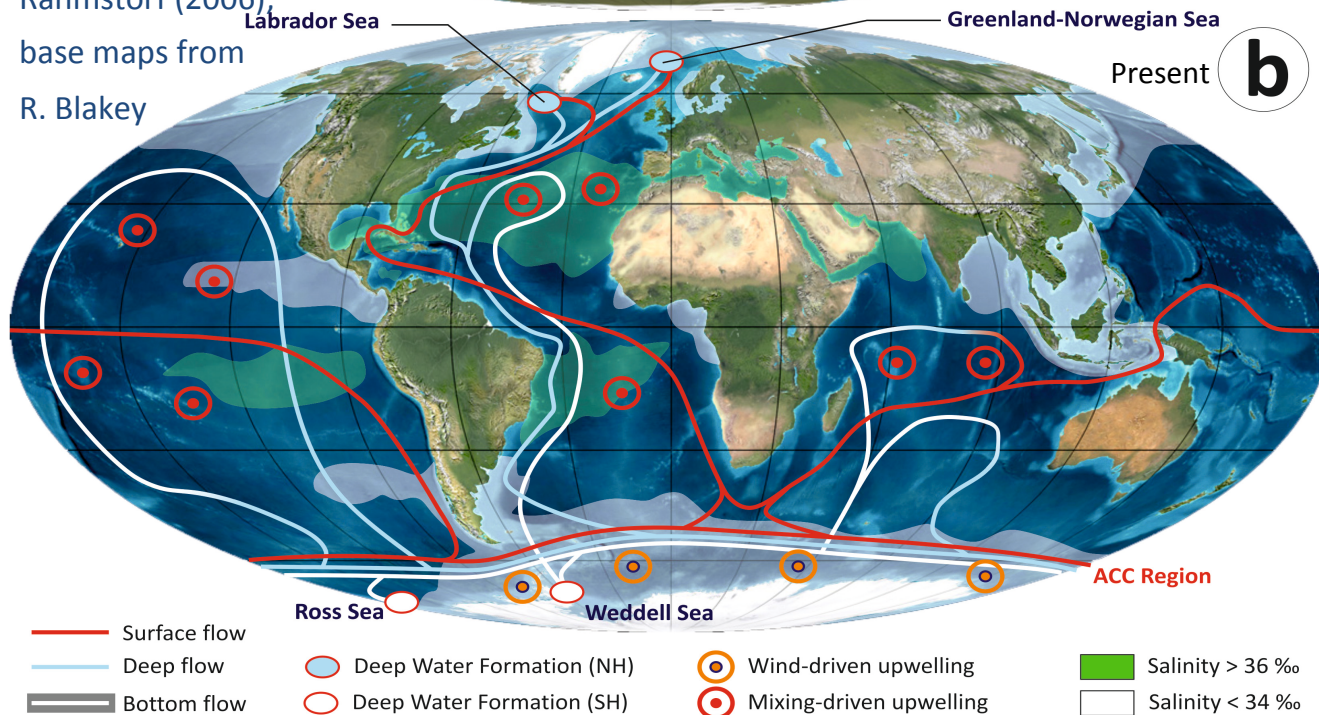 Rahmstorf (2006),
base maps from
R. Blakey
Labrador Sea
Greenland-Norwegian Sea
Present
b
ACC Region
Ross Sea
Weddell Sea
Surface flow
Deep flow
Bottom flow
Deep Water Formation (NH)
Deep Water Formation (SH)
Wind-driven upwelling
Mixing-driven upwelling
Salinity > 36 ‰
Salinity < 34 ‰